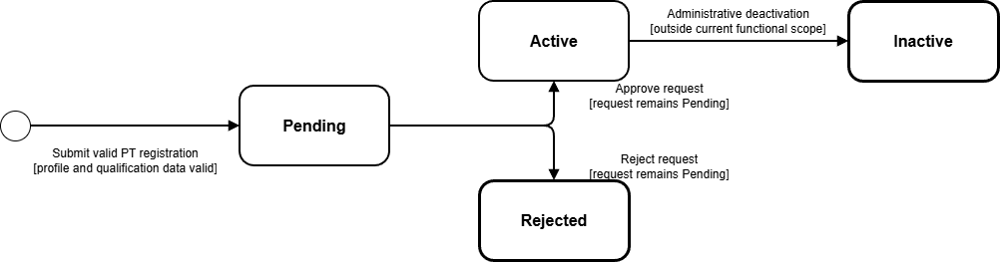 Administrative deactivation
[outside current functional scope]
Active
Inactive
Approve request
[request remains Pending]
Pending
Submit valid PT registration
[profile and qualification data valid]
Reject request
[request remains Pending]
Rejected